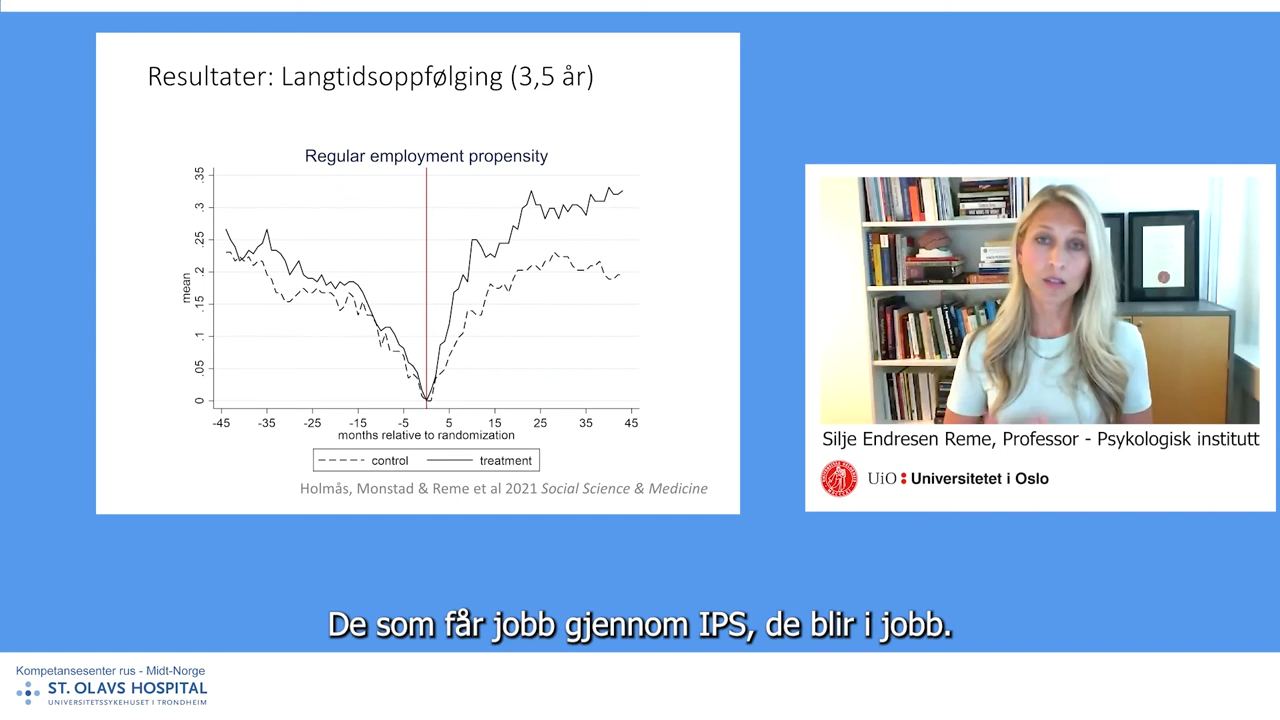 Resultater: Langtidsoppfølging (3,5 år)
Regular employment propensity
.35
.3
.25
.2
.15
.1
.05
0
mean
-45 -35 -25 -15 -5 5 15 25 35 45
months relative to randomization
control treatment
Holmås, Monstad & Reme et al 2021 Social Science & Medicine
Silje Endresen Reme, Professor - Psykologisk institutt
UiO Universitetet i Oslo
De som får jobb gjennom IPS, de blir i jobb.
Kompetansesenter rus - Midt-Norge
ST. OLAVS HOSPITAL
UNIVERSITETSSYKEHUSET I TRONDHEIM